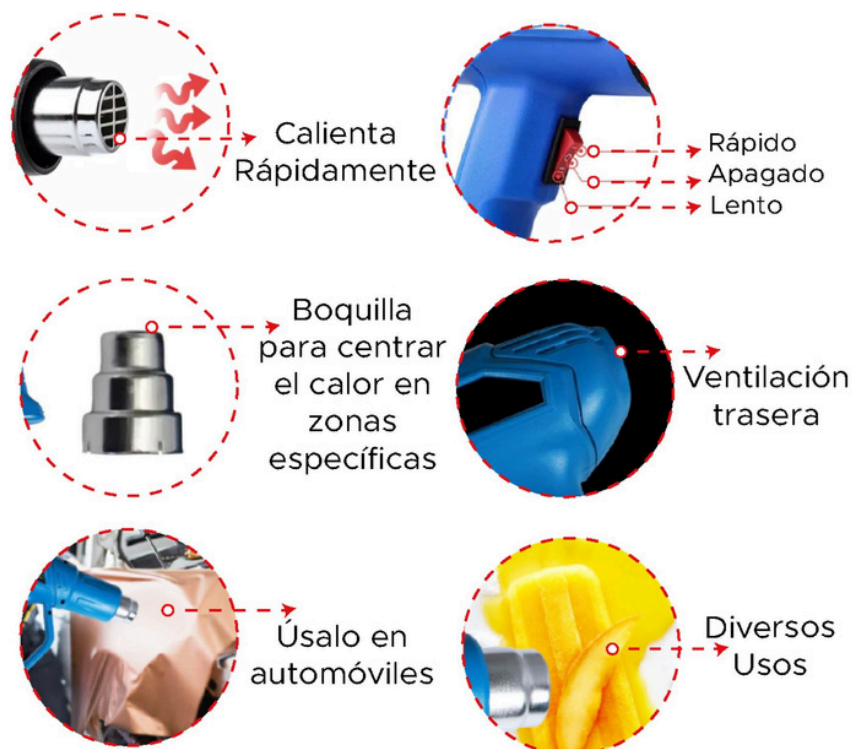 Calienta
Rápidamente
Rápido
Apagado
Lento
Boquilla
para centrar
el calor en
zonas
específicas
Ventilación
trasera
Úsalo en
automóviles
Diversos
Usos